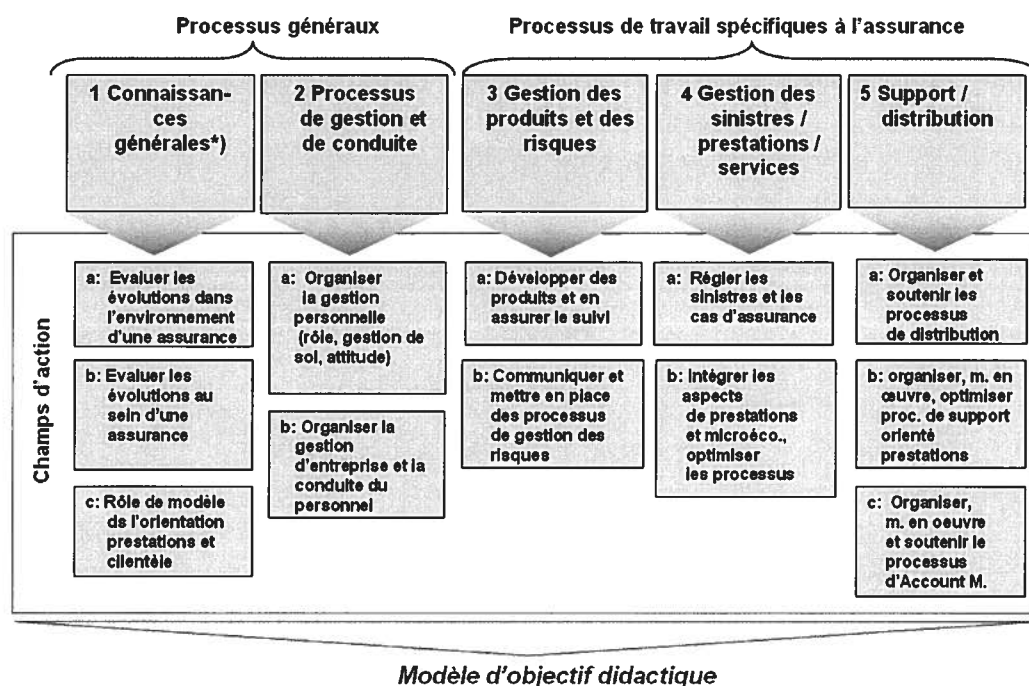 Processus généraux
Processus de travail spécifiques à l'assurance
1 Connaissan-
ces
générales*)
2 Processus
de gestion et
de conduite
3 Gestion des
produits et des
risques
4 Gestion des
sinistres /
prestations /
services
5 Support /
distribution
Champs d'action
a: Evaluer les
évolutions dans
l'environnement
d'une assurance
b: Evaluer les
évolutions au
sein d'une
assurance
c: Rôle de modèle
ds l'orientation
prestations et
clientèle
a: Organiser
la gestion
personnelle
(rôle, gestion de
soi, attitude)
b: Organiser la
gestion
d'entreprise et la
conduite du
personnel
a: Développer des
produits et en
assurer le suivi
b: Communiquer et
mettre en place
des processus
de gestion des
risques
a: Régler les
sinistres et les
cas d'assurance
b: Intégrer les
aspects
de prestations
et microéco.,
optimiser
les processus
a: Organiser et
soutenir les
processus
de distribution
b: organiser, m. en
œuvre, optimiser
proc. de support
orienté
prestations
c: Organiser,
m. en oeuvre
et soutenir le
processus
d'Account M.
Modèle d'objectif didactique